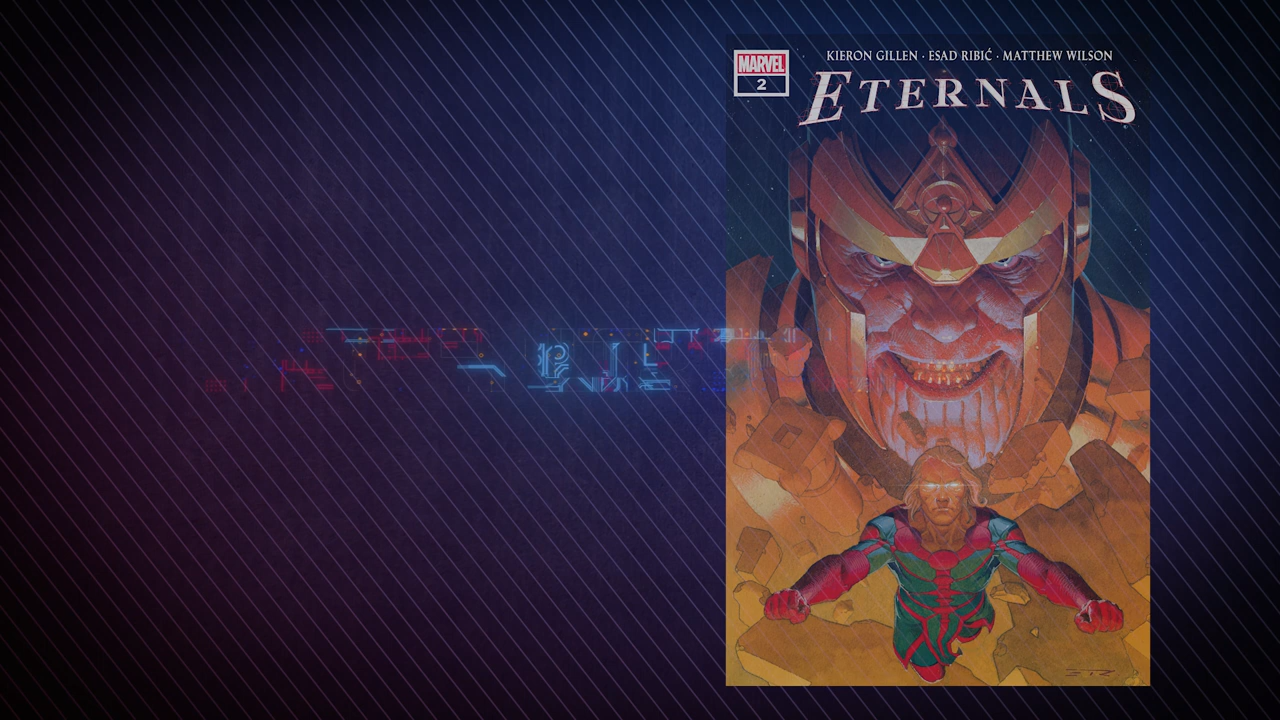 KIERON GILLEN · ESAD RIBIĆ · MATTHEW WILSON
MARVEL
2
ETERNALS